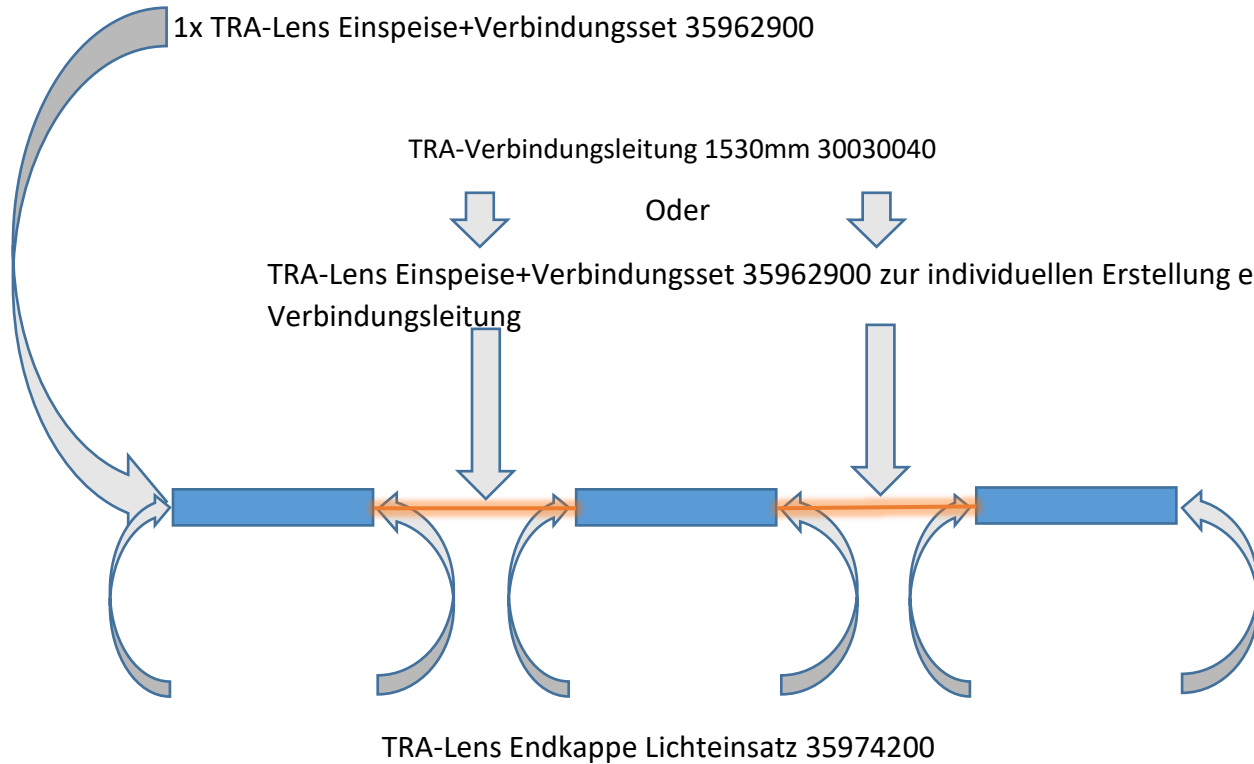 1x TRA-Lens Einspeise+Verbindungsset 35962900
TRA-Verbindungsleitung 1530mm 30030040
Oder
TRA-Lens Einspeise+Verbindungsset 35962900 zur individuellen Erstellung e
Verbindungsleitung
TRA-Lens Endkappe Lichteinsatz 35974200